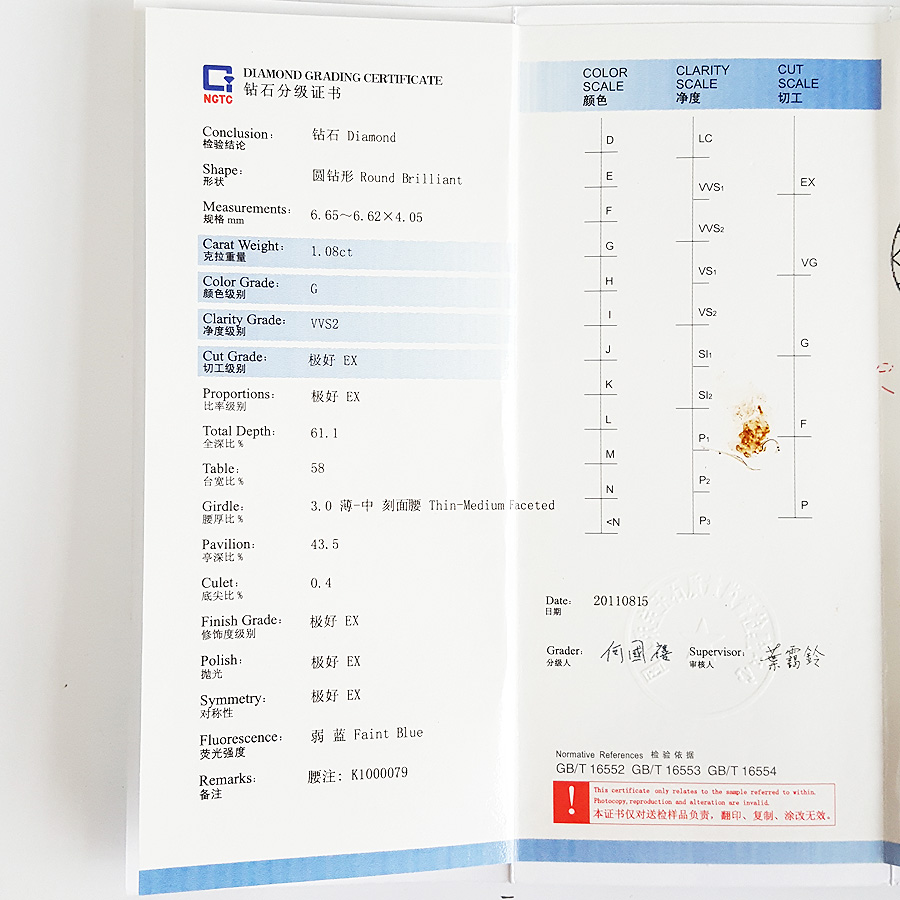 NGTC
DIAMOND GRADING CERTIFICATE
钻石分级证书
Conclusion: 钻石 Diamond
检验结论
Shape: 圆钻形 Round Brilliant
形状
Measurements: 6.65～6.62×4.05
规格 mm
Carat Weight: 1.08ct
克拉重量
Color Grade: G
颜色级别
Clarity Grade: VVS2
净度级别
Cut Grade: 极好 EX
切工级别
Proportions: 极好 EX
比率级别
Total Depth: 61.1
全深比 %
Table: 58
台宽比 %
Girdle: 3.0 薄-中 刻面腰 Thin-Medium Faceted
腰厚比 %
Pavilion: 43.5
亭深比 %
Culet: 0.4
底尖比 %
Finish Grade: 极好 EX
修饰度级别
Polish: 极好 EX
抛光
Symmetry: 极好 EX
对称性
Fluorescence: 弱 蓝 Faint Blue
荧光强度
Remarks: 腰注: K1000079
备注
COLOR
SCALE
颜色
D
E
F
G
H
I
J
K
L
M
N
<N
CLARITY
SCALE
净度
LC
VVS1
VVS2
VS1
VS2
SI1
SI2
P1
P2
P3
CUT
SCALE
切工
EX
VG
G
F
P
Date: 20110815
日期
Grader: 何國
分级人
Supervisor: 葉霭鈴
审核人
Normative References 检验依据
GB/T 16552 GB/T 16553 GB/T 16554
!
This certificate only relates to the sample referred to within.
Photocopy, reproduction and alteration are invalid.
本证书仅对送检样品负责，翻印、复制、涂改无效。